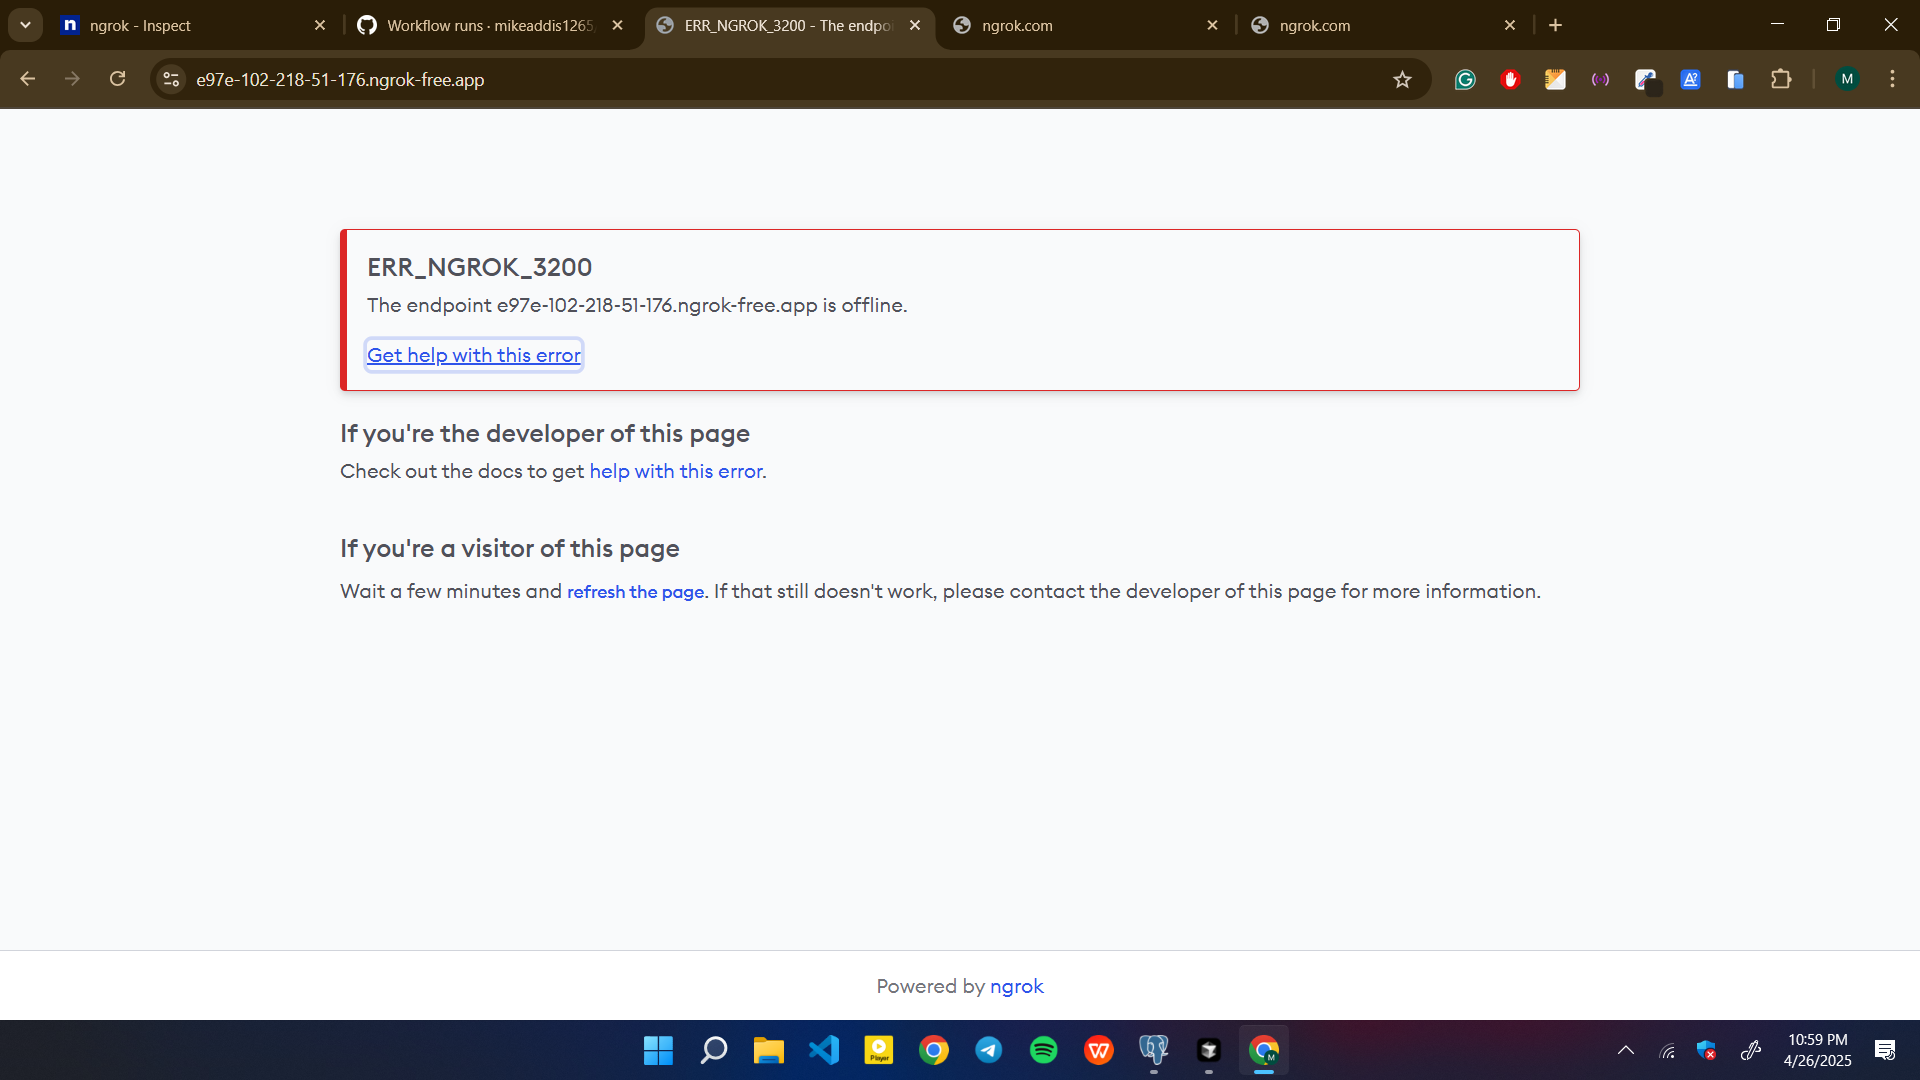 ngrok - Inspect
Workflow runs · mikeaddis1265/
ERR_NGROK_3200 - The endpoi
ngrok.com
ngrok.com
e97e-102-218-51-176.ngrok-free.app
M
ERR_NGROK_3200
The endpoint e97e-102-218-51-176.ngrok-free.app is offline.
Get help with this error
If you're the developer of this page
Check out the docs to get help with this error.
If you're a visitor of this page
Wait a few minutes and refresh the page. If that still doesn't work, please contact the developer of this page for more information.
Powered by ngrok
Player
M
10:59 PM
4/26/2025